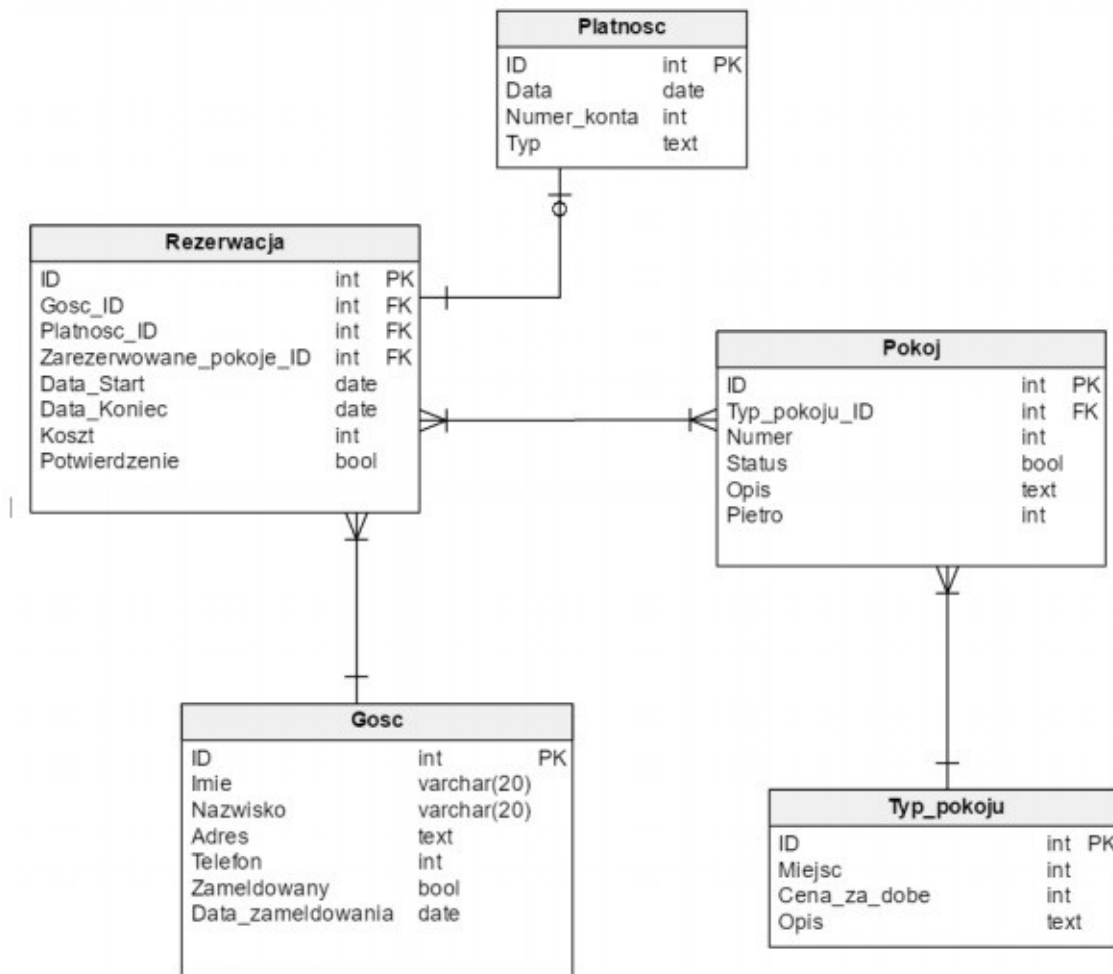 Platnosc
ID int PK
Data date
Numer_konta int
Typ text
Rezerwacja
ID int PK
Gosc_ID int FK
Platnosc_ID int FK
Zarezerwowane_pokoje_ID int FK
Data_Start date
Data_Koniec date
Koszt int
Potwierdzenie bool
Pokoj
ID int PK
Typ_pokoju_ID int FK
Numer int
Status bool
Opis text
Pietro int
Gosc
ID int PK
Imie varchar(20)
Nazwisko varchar(20)
Adres text
Telefon int
Zameldowany bool
Data_zameldowania date
Typ_pokoju
ID int PK
Miejsc int
Cena_za_dobe int
Opis text